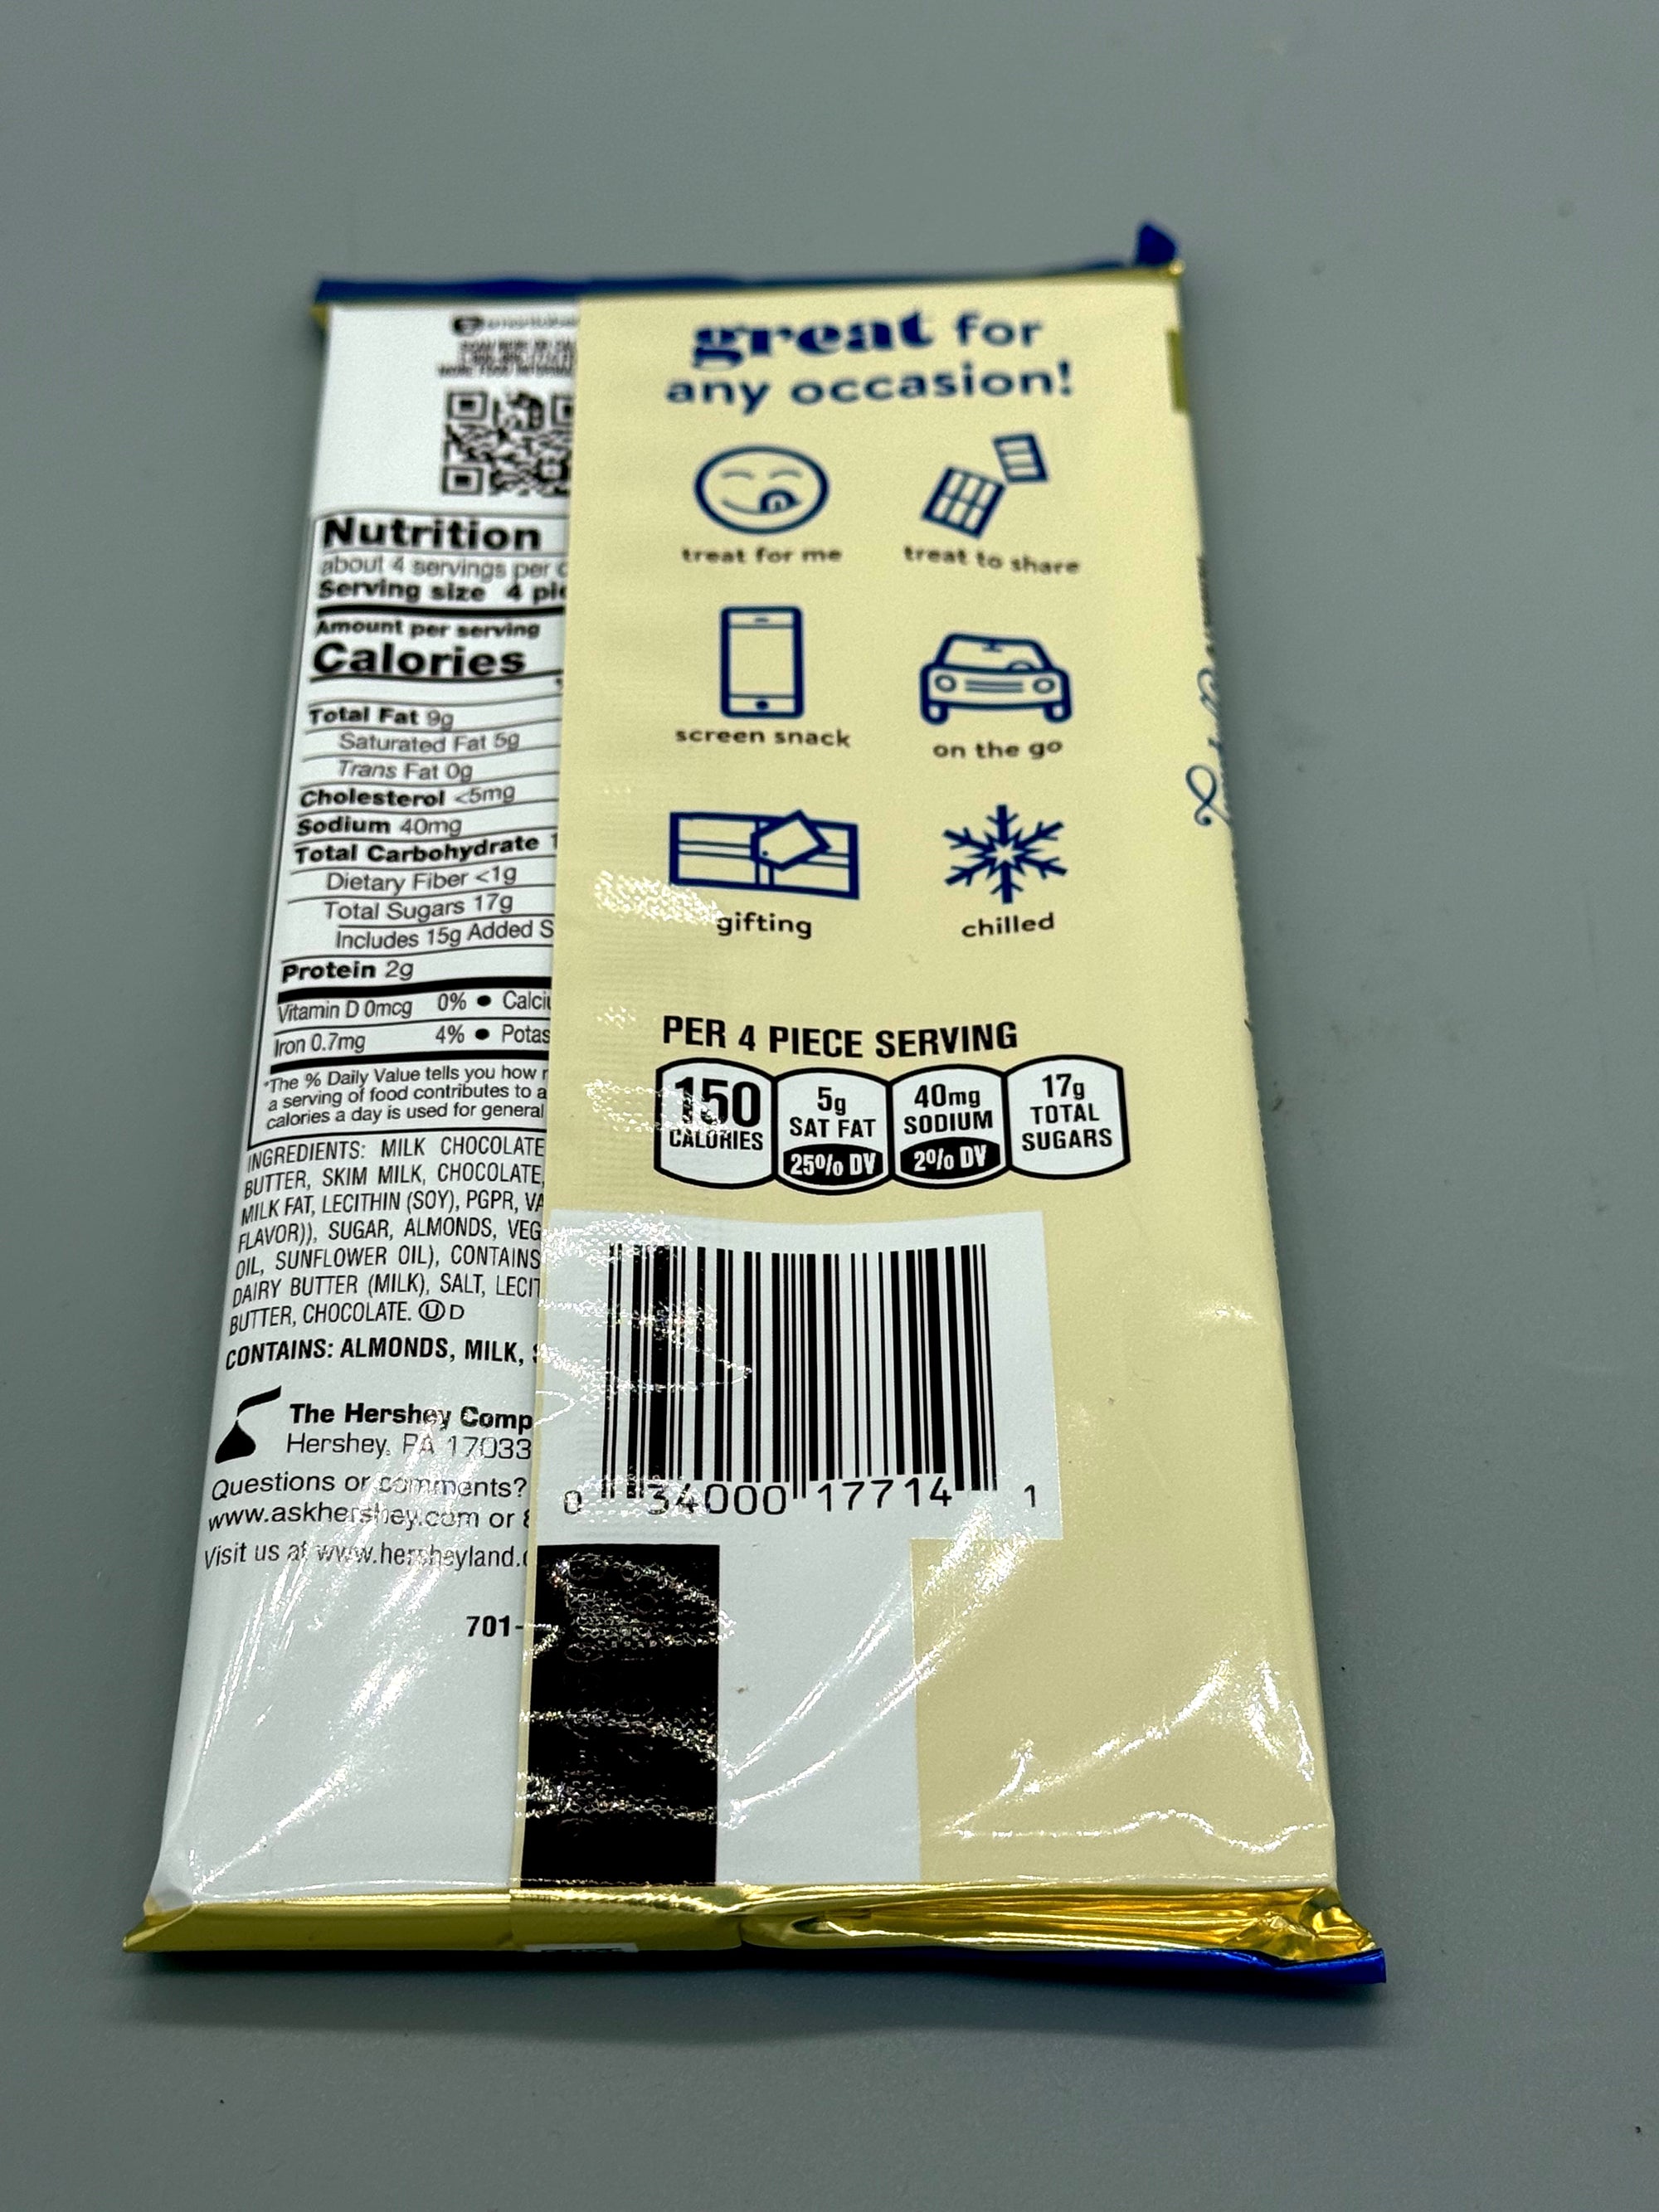 Nutrition
about 4 servings per
Serving size 4
Amount per serving
Calories
Total Fat 9g
Saturated Fat 5g
Trans Fat 0g
Cholesterol <5mg
Sodium 40mg
Total Carbohydrate 1
Dietary Fiber <1g
Total Sugars 17g
Includes 15g Added S
Protein 2g
Vitamin D 0mcg 0% ● Calci
Iron 0.7mg 4% ● Potas
*The % Daily Value tells you how
a serving of food contributes to a
calories a day is used for general
INGREDIENTS: MILK CHOCOLATE
BUTTER, SKIM MILK, CHOCOLATE,
MILK FAT, LECITHIN (SOY), PGPR, VA
FLAVOR)), SUGAR, ALMONDS, VEG
OIL, SUNFLOWER OIL), CONTAINS
DAIRY BUTTER (MILK), SALT, LECIT
BUTTER, CHOCOLATE. Ⓤ D
CONTAINS: ALMONDS, MILK,
The Hershey Comp
Hershey, PA 17033
Questions or comments?
www.askhershey.com or 8
Visit us at www.hersheyland.
701-
great for
any occasion!
treat for me
treat to share
screen snack
on the go
gifting
chilled
PER 4 PIECE SERVING
150
CALORIES
5g
SAT FAT
25% DV
40mg
SODIUM
2% DV
17g
TOTAL
SUGARS
0 34000 17714 1